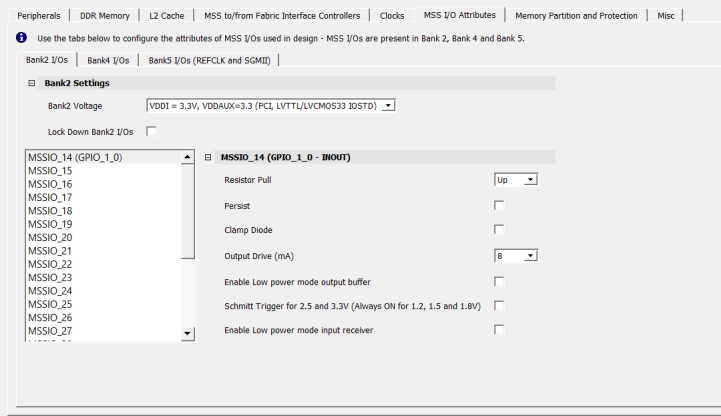 Peripherals DDR Memory L2 Cache MSS to/from Fabric Interface Controllers Clocks MSS I/O Attributes Memory Partition and Protection Misc
Use the tabs below to configure the attributes of MSS I/Os used in design - MSS I/Os are present in Bank 2, Bank 4 and Bank 5.
Bank2 I/Os Bank4 I/Os Bank5 I/Os (REFCLK and SGMII)
Bank2 Settings
Bank2 Voltage VDDI = 3.3V, VDDAUX=3.3 (PCI, LVTTL/LVCMOS33 IOSTD)
Lock Down Bank2 I/Os
MSSIO_14 (GPIO_1_0)
MSSIO_15
MSSIO_16
MSSIO_17
MSSIO_18
MSSIO_19
MSSIO_20
MSSIO_21
MSSIO_22
MSSIO_23
MSSIO_24
MSSIO_25
MSSIO_26
MSSIO_27
MSSIO_14 (GPIO_1_0 - INOUT)
Resistor Pull Up
Persist
Clamp Diode
Output Drive (mA) 8
Enable Low power mode output buffer
Schmitt Trigger for 2.5 and 3.3V (Always ON for 1.2, 1.5 and 1.8V)
Enable Low power mode input receiver